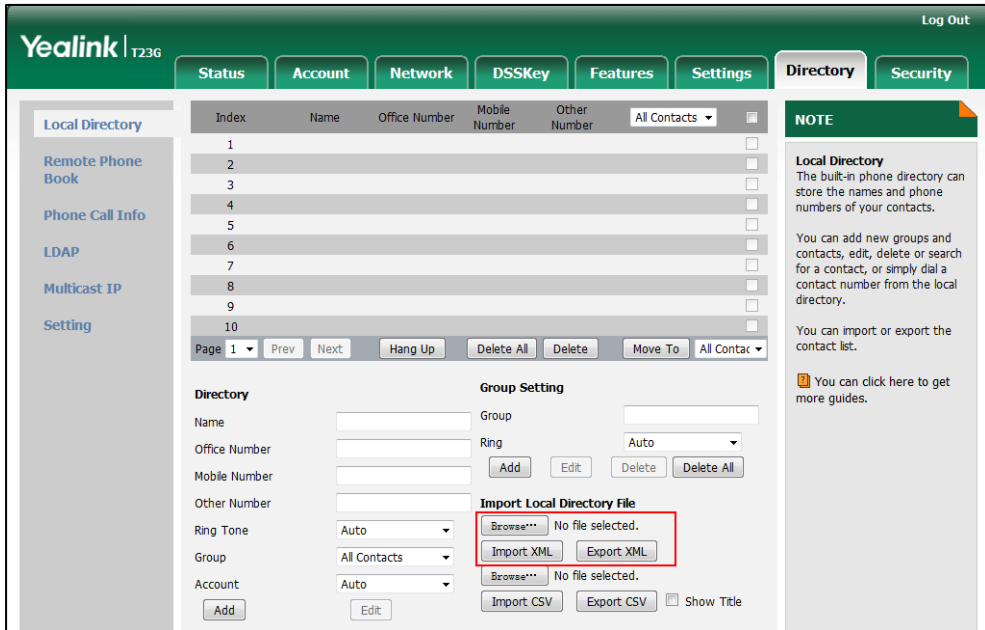 Log Out
Yealink T23G
Status Account Network DSSKey Features Settings Directory Security
Local Directory
Remote Phone
Book
Phone Call Info
LDAP
Multicast IP
Setting
Index Name Office Number Mobile Number Other Number All Contacts
1
2
3
4
5
6
7
8
9
10
Page 1 Prev Next Hang Up Delete All Delete Move To All Contac
Directory
Name
Office Number
Mobile Number
Other Number
Ring Tone Auto
Group All Contacts
Account Auto
Add Edit
Group Setting
Group
Ring Auto
Add Edit Delete Delete All
Import Local Directory File
Browse... No file selected.
Import XML Export XML
Browse... No file selected.
Import CSV Export CSV Show Title
NOTE
Local Directory
The built-in phone directory can
store the names and phone
numbers of your contacts.
You can add new groups and
contacts, edit, delete or search
for a contact, or simply dial a
contact number from the local
directory.
You can import or export the
contact list.
You can click here to get
more guides.